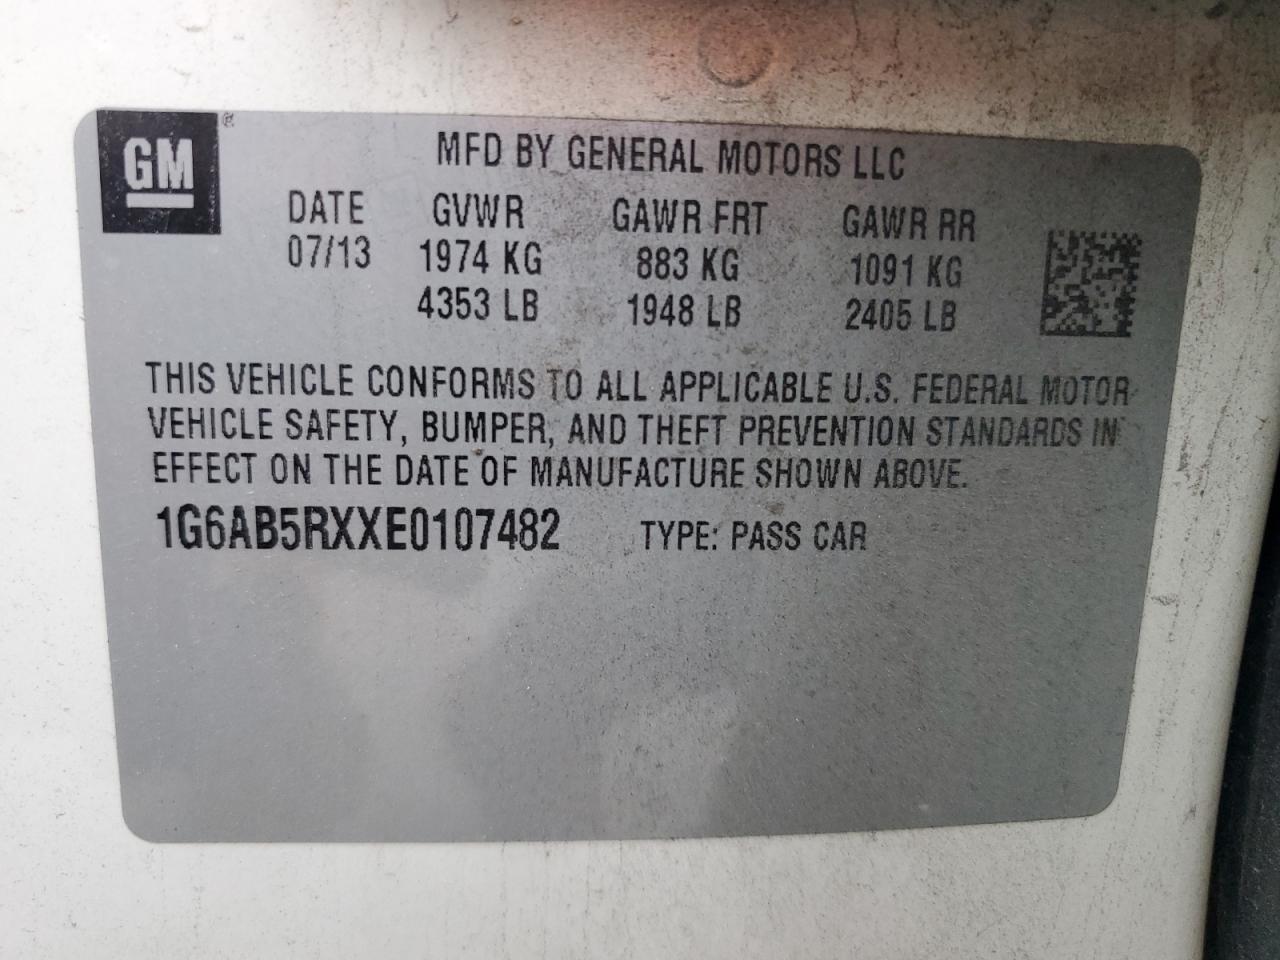 GM®
MFD BY GENERAL MOTORS LLC
DATE GVWR GAWR FRT GAWR RR
07/13 1974 KG 883 KG 1091 KG
4353 LB 1948 LB 2405 LB
THIS VEHICLE CONFORMS TO ALL APPLICABLE U.S. FEDERAL MOTOR
VEHICLE SAFETY, BUMPER, AND THEFT PREVENTION STANDARDS IN
EFFECT ON THE DATE OF MANUFACTURE SHOWN ABOVE.
1G6AB5RXXE0107482 TYPE: PASS CAR